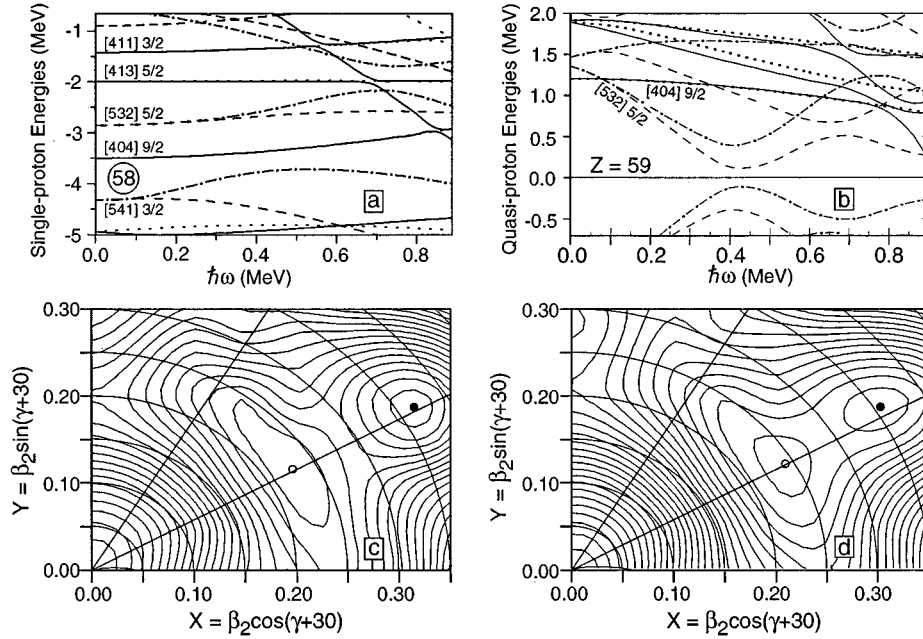 Single-proton Energies (MeV)
-1
-2
-3
-4
-5
[411] 3/2
[413] 5/2
[532] 5/2
[404] 9/2
58
[541] 3/2
a
0.0 0.2 0.4 0.6 0.8
ℏω (MeV)
Quasi-proton Energies (MeV)
2.0
1.5
1.0
0.5
0.0
-0.5
[532] 5/2
[404] 9/2
Z = 59
b
0.0 0.2 0.4 0.6 0.8
ℏω (MeV)
Y = β₂sin(γ+30)
0.30
0.20
0.10
0.00
c
0.00 0.10 0.20 0.30
X = β₂cos(γ+30)
Y = β₂sin(γ+30)
0.30
0.20
0.10
0.00
d
0.00 0.10 0.20 0.30
X = β₂cos(γ+30)